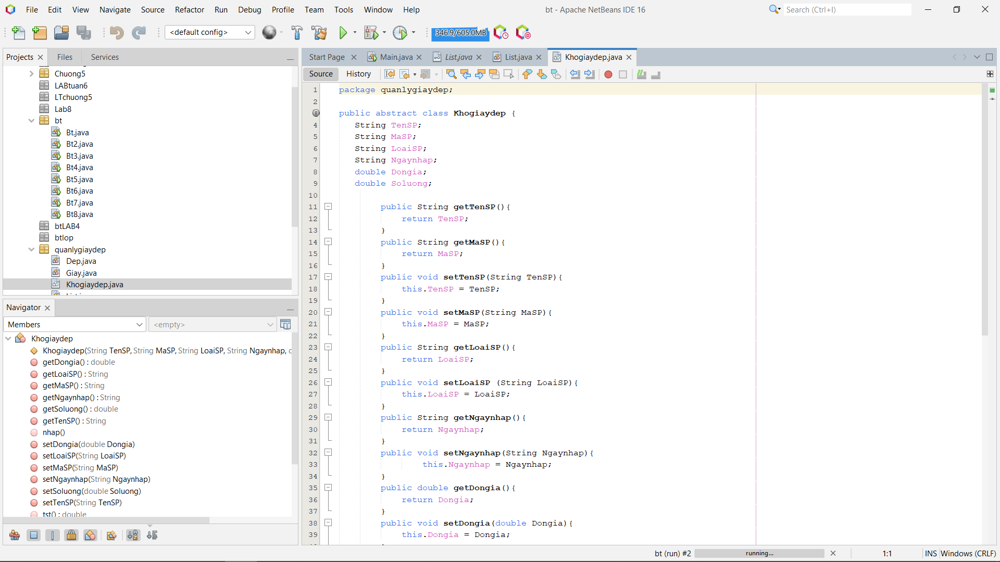 File Edit View Navigate Source Refactor Run Debug Profile Team Tools Window Help
bt - Apache NetBeans IDE 16
Search (Ctrl+I)
<default config>
346.9/605.0MB
Projects Files Services
Chuong5
LABtuan6
LTchuong5
Lab8
bt
Bt.java
Bt2.java
Bt3.java
Bt4.java
Bt5.java
Bt6.java
Bt7.java
Bt8.java
btLAB4
btlop
quanlygiaydep
Dep.java
Giay.java
Khogiaydep.java
Navigator
Members
<empty>
Khogiaydep
Khogiaydep(String TenSP, String MaSP, String LoaiSP, String Ngaynhap,
getDongia() : double
getLoaiSP() : String
getMaSP() : String
getNgaynhap() : String
getSoluong() : double
getTenSP() : String
nhap()
setDongia(double Dongia)
setLoaiSP(String LoaiSP)
setMaSP(String MaSP)
setNgaynhap(String Ngaynhap)
setSoluong(double Soluong)
setTenSP(String TenSP)
tst() : double
Start Page Main.java List.java List.java Khogiaydep.java
Source History
1 package quanlygiaydep;
2
public abstract class Khogiaydep {
4 String TenSP;
5 String MaSP;
6 String LoaiSP;
7 String Ngaynhap;
8 double Dongia;
9 double Soluong;
10
11 public String getTenSP(){
12 return TenSP;
13 }
14 public String getMaSP(){
15 return MaSP;
16 }
17 public void setTenSP(String TenSP){
18 this.TenSP = TenSP;
19 }
20 public void setMaSP(String MaSP){
21 this.MaSP = MaSP;
22 }
23 public String getLoaiSP(){
24 return LoaiSP;
25 }
26 public void setLoaiSP (String LoaiSP){
27 this.LoaiSP = LoaiSP;
28 }
29 public String getNgaynhap(){
30 return Ngaynhap;
31 }
32 public void setNgaynhap(String Ngaynhap){
33 this.Ngaynhap = Ngaynhap;
34 }
35 public double getDongia(){
36 return Dongia;
37 }
38 public void setDongia(double Dongia){
39 this.Dongia = Dongia;
bt (run) #2 running... 1:1 INS Windows (CRLF)